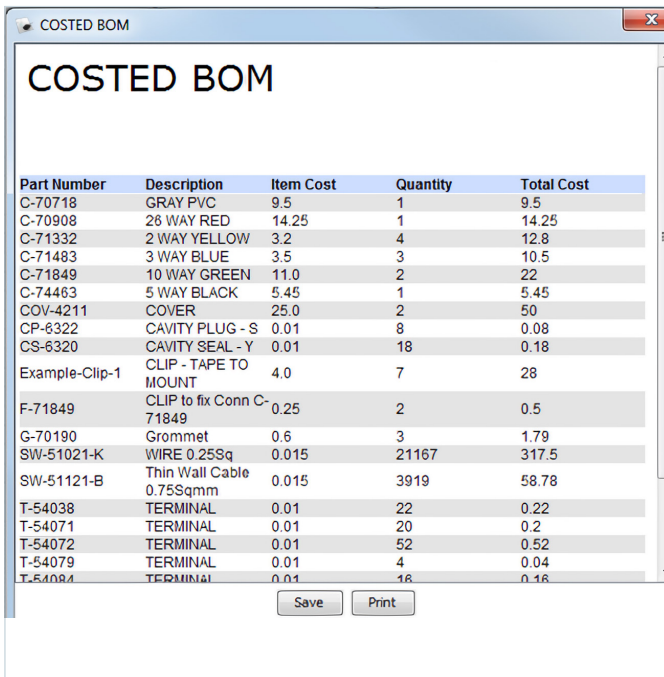 COSTED BOM
COSTED BOM
Part Number Description Item Cost Quantity Total Cost
C-70718 GRAY PVC 9.5 1 9.5
C-70908 26 WAY RED 14.25 1 14.25
C-71332 2 WAY YELLOW 3.2 4 12.8
C-71483 3 WAY BLUE 3.5 3 10.5
C-71849 10 WAY GREEN 11.0 2 22
C-74463 5 WAY BLACK 5.45 1 5.45
COV-4211 COVER 25.0 2 50
CP-6322 CAVITY PLUG - S 0.01 8 0.08
CS-6320 CAVITY SEAL - Y 0.01 18 0.18
Example-Clip-1 CLIP - TAPE TO MOUNT 4.0 7 28
F-71849 CLIP to fix Conn C-71849 0.25 2 0.5
G-70190 Grommet 0.6 3 1.79
SW-51021-K WIRE 0.25Sq 0.015 21167 317.5
SW-51121-B Thin Wall Cable 0.75Sqmm 0.015 3919 58.78
T-54038 TERMINAL 0.01 22 0.22
T-54071 TERMINAL 0.01 20 0.2
T-54072 TERMINAL 0.01 52 0.52
T-54079 TERMINAL 0.01 4 0.04
T-54084 TERMINAL 0.01 16 0.16
Save Print